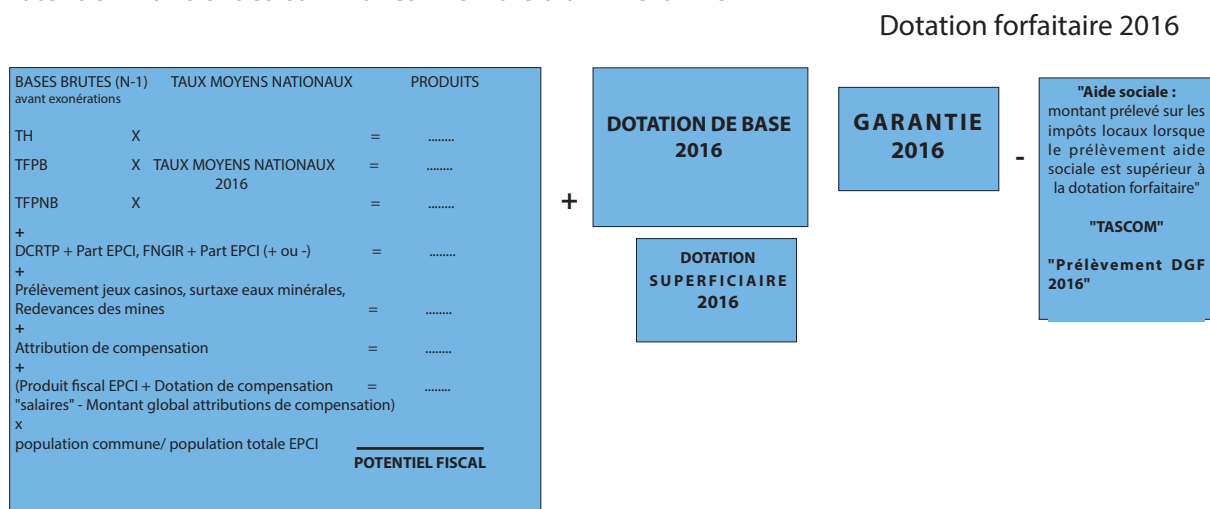 Dotation forfaitaire 2016
BASES BRUTES (N-1) TAUX MOYENS NATIONAUX PRODUITS
avant exonérations
TH X = ........
TFPB X TAUX MOYENS NATIONAUX = ........
2016
TFPNB X = ........
+
DCRTP + Part EPCI, FNGIR + Part EPCI (+ ou -) = ........
+
Prélèvement jeux casinos, surtaxe eaux minérales,
Redevances des mines = ........
+
Attribution de compensation = ........
+
(Produit fiscal EPCI + Dotation de compensation = ........
"salaires" - Montant global attributions de compensation)
x
population commune/ population totale EPCI
POTENTIEL FISCAL
+
DOTATION DE BASE
2016
DOTATION
SUPERFICIAIRE
2016
GARANTIE
2016
-
"Aide sociale :
montant prélevé sur les
impôts locaux lorsque
le prélèvement aide
sociale est supérieur à
la dotation forfaitaire"
"TASCOM"
"Prélèvement DGF
2016"